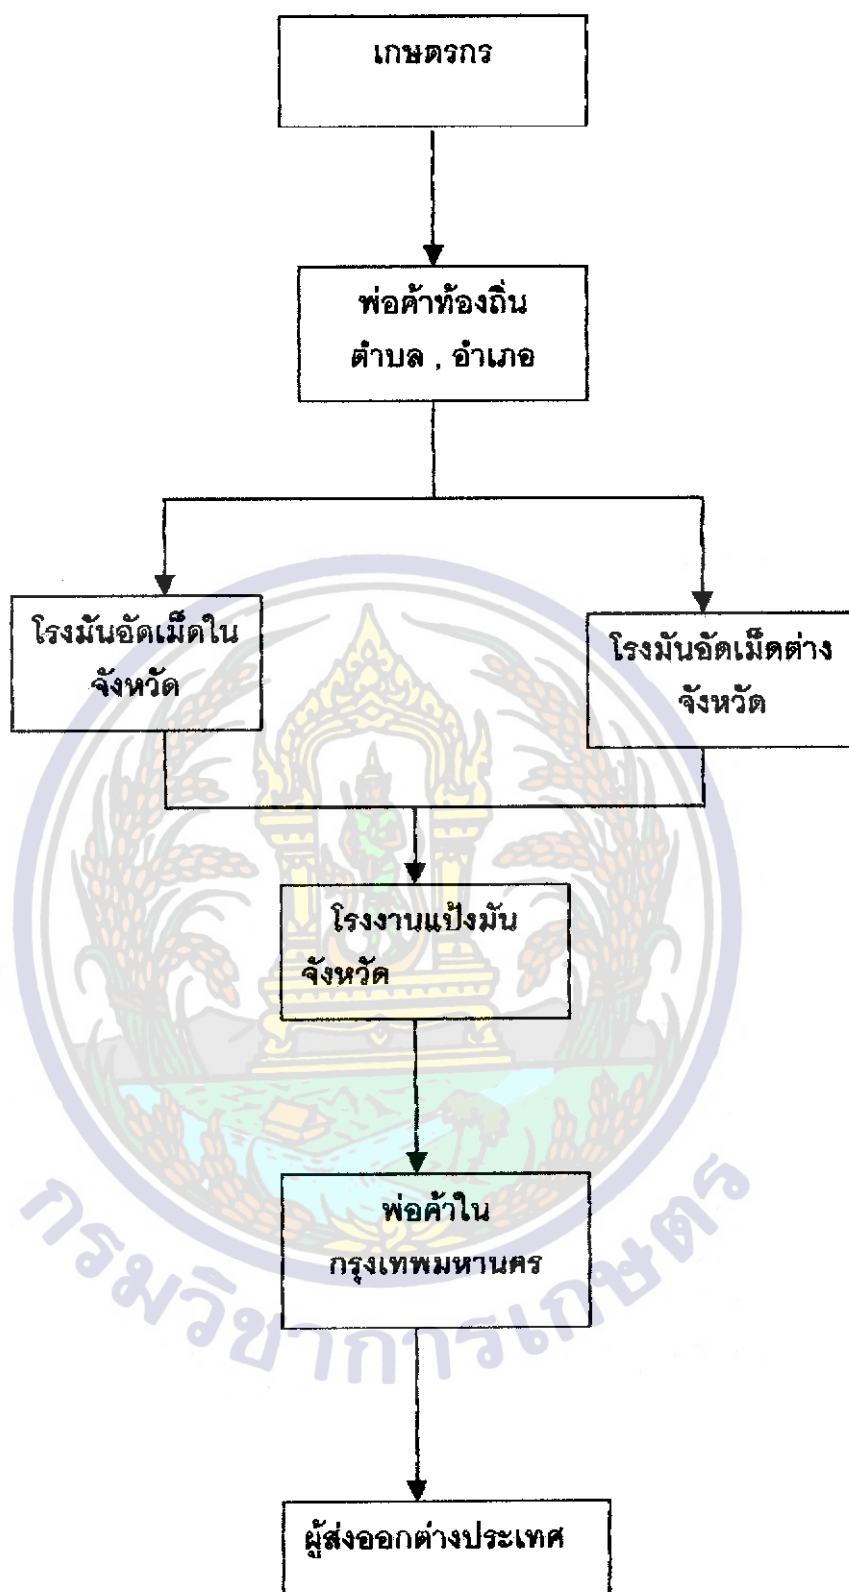 เกษตรกร
พ่อค้าท้องถิ่น
ตำบล , อำเภอ
โรงมันอัดเม็ดใน
จังหวัด
โรงมันอัดเม็ดต่าง
จังหวัด
โรงงานแป้งมัน
จังหวัด
พ่อค้าใน
กรุงเทพมหานคร
กรมวิชาการเกษตร
ผู้ส่งออกต่างประเทศ